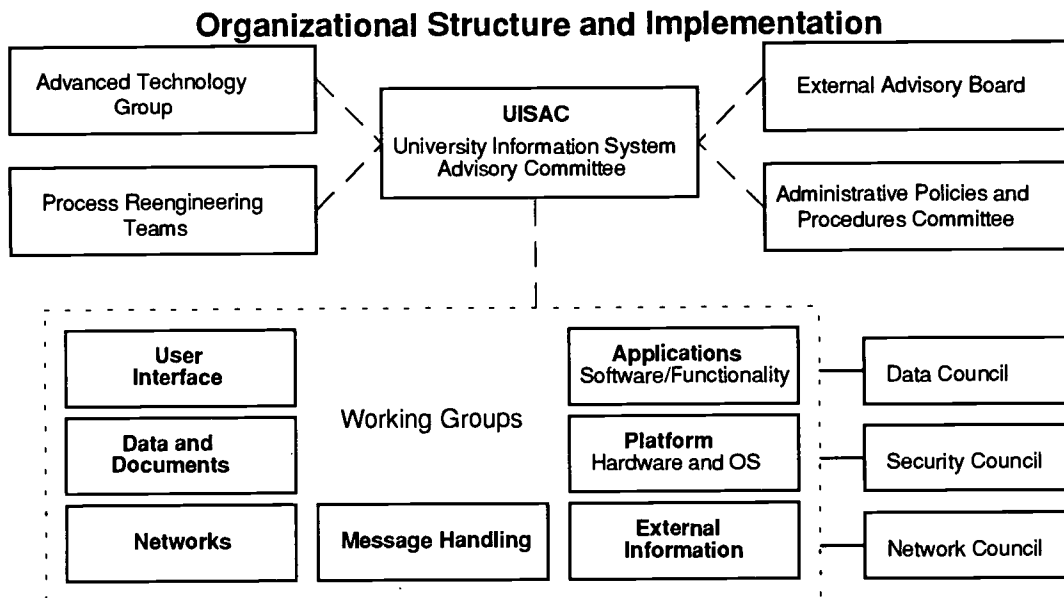 Organizational Structure and Implementation
Advanced Technology
Group
UISAC
University Information System
Advisory Committee
External Advisory Board
Process Reengineering
Teams
Administrative Policies and
Procedures Committee
User
Interface
Applications
Software/Functionality
Data Council
Working Groups
Data and
Documents
Platform
Hardware and OS
Security Council
Networks
Message Handling
External
Information
Network Council